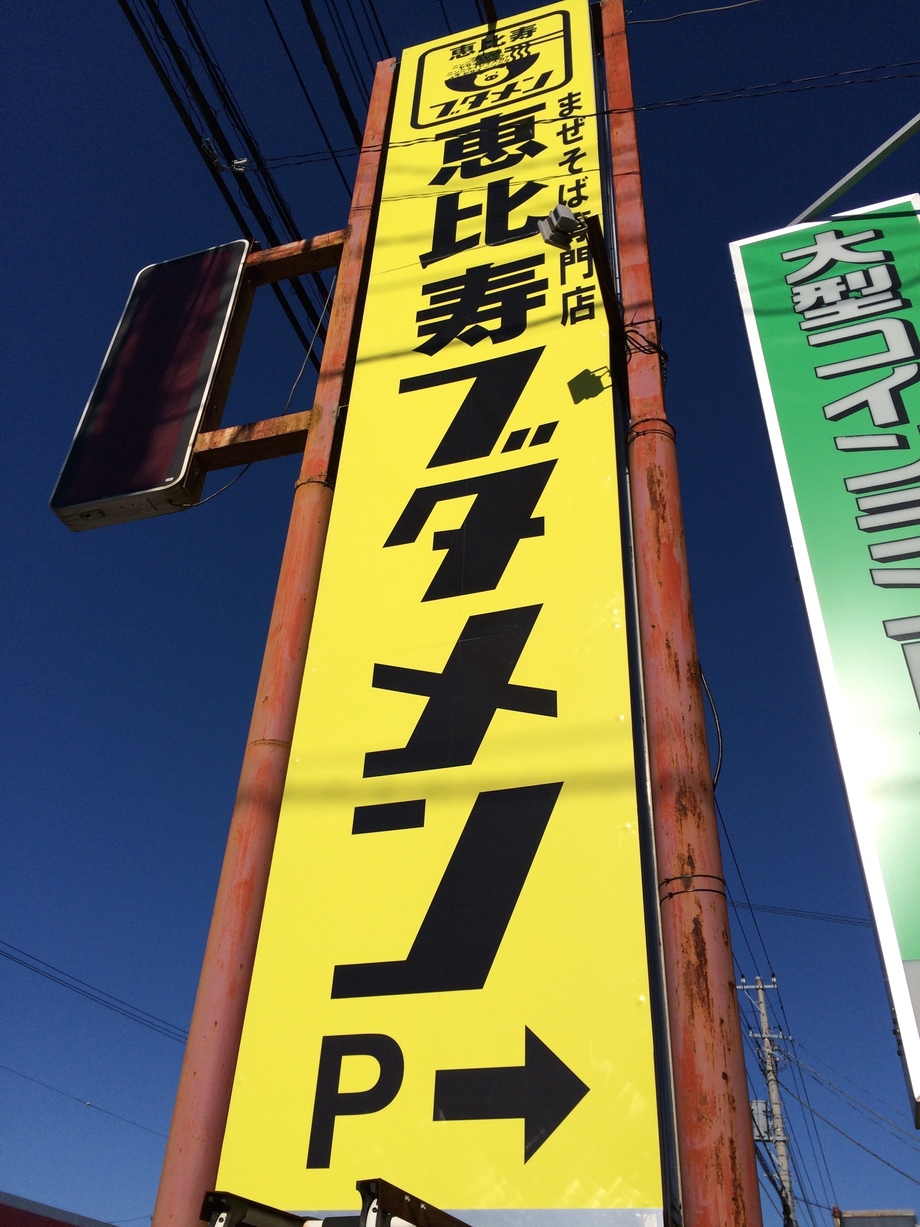 恵比寿
ブタメン
まぜそば専門店
恵比寿ブタメン
P →
大型コインラ